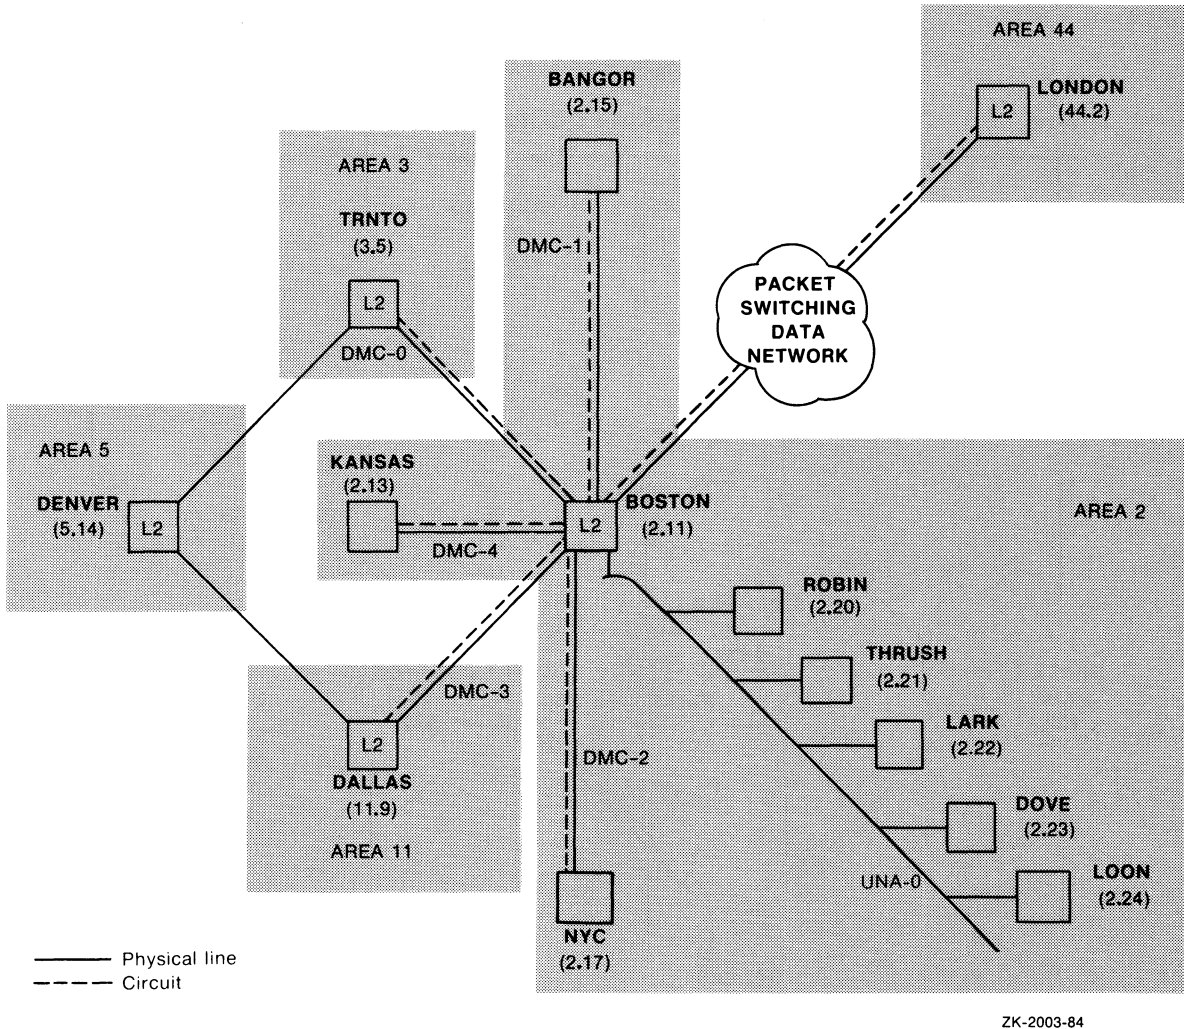 AREA 44
BANGOR
(2.15)
LONDON
L2
(44.2)
AREA 3
TRNTO
(3.5)
DMC-1
L2
PACKET
SWITCHING
DATA
NETWORK
DMC-0
AREA 5
KANSAS
(2.13)
DENVER
(5.14)
L2
BOSTON
L2
(2.11)
AREA 2
DMC-4
ROBIN
(2.20)
THRUSH
(2.21)
DMC-3
LARK
(2.22)
L2
DALLAS
(11.9)
AREA 11
DMC-2
DOVE
(2.23)
UNA-0
LOON
(2.24)
NYC
(2.17)
Physical line
Circuit
ZK-2003-84